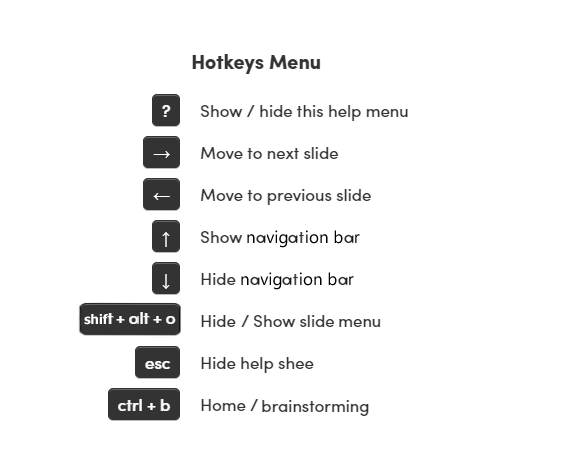 Hotkeys Menu
? Show / hide this help menu
→ Move to next slide
← Move to previous slide
↑ Show navigation bar
↓ Hide navigation bar
shift + alt + o Hide / Show slide menu
esc Hide help shee
ctrl + b Home / brainstorming